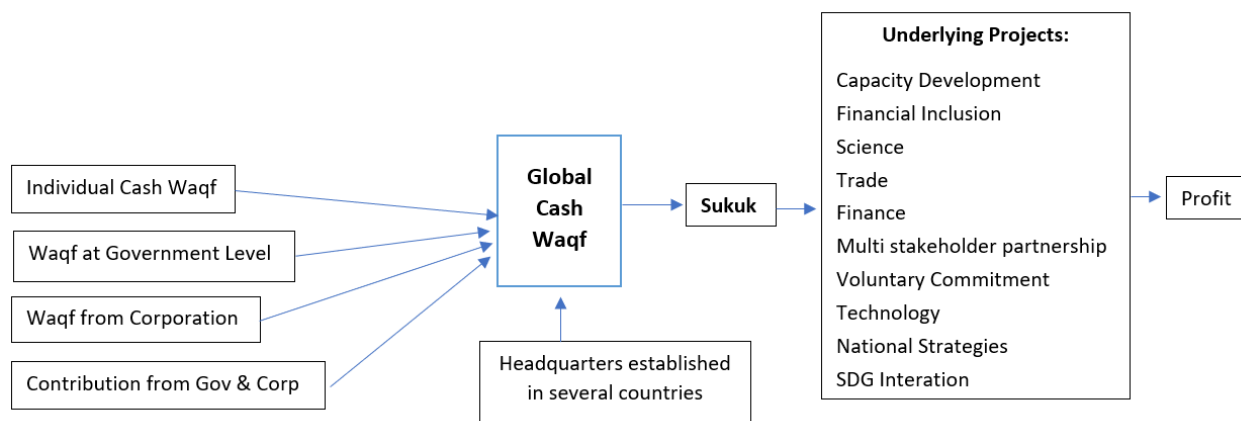 Individual Cash Waqf
Waqf at Government Level
Waqf from Corporation
Contribution from Gov & Corp
Global
Cash
Waqf
Headquarters established
in several countries
Sukuk
Underlying Projects:
Capacity Development
Financial Inclusion
Science
Trade
Finance
Multi stakeholder partnership
Voluntary Commitment
Technology
National Strategies
SDG Interation
Profit